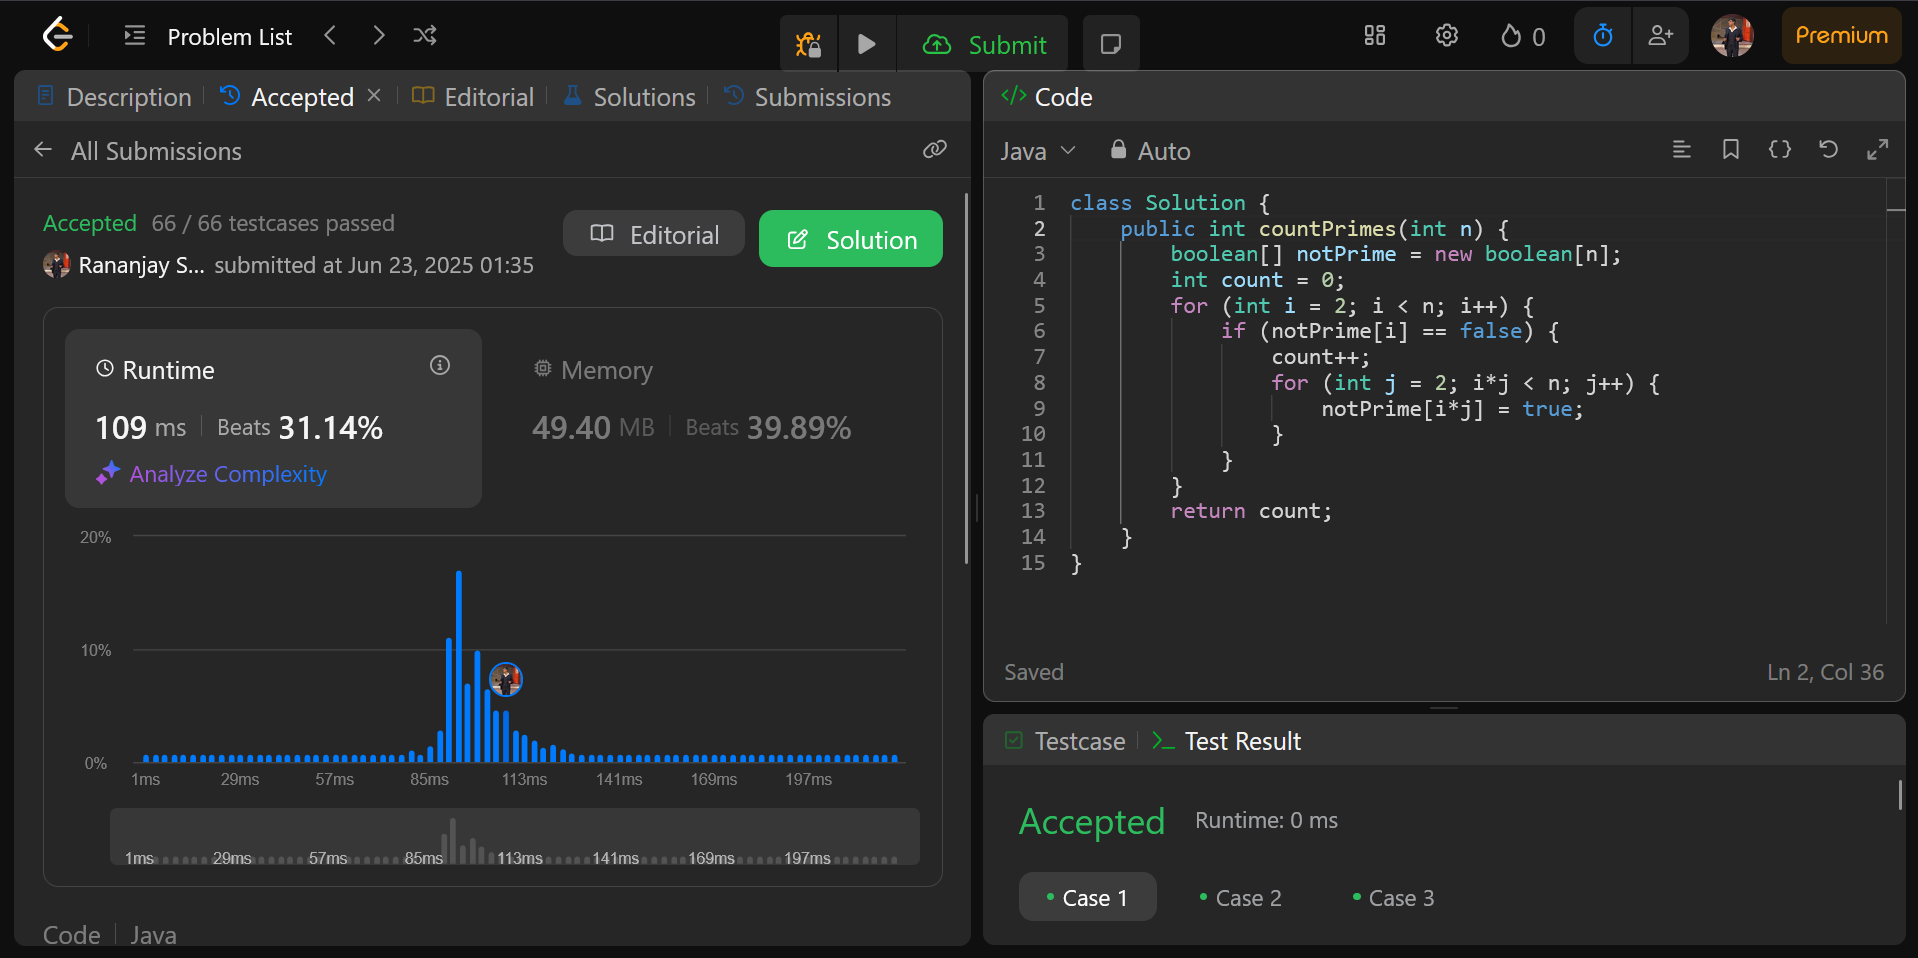 Problem List
Submit
0
Premium
Description
Accepted
Editorial
Solutions
Submissions
All Submissions
Accepted 66 / 66 testcases passed
Rananjay S... submitted at Jun 23, 2025 01:35
Editorial
Solution
Runtime
109 ms Beats 31.14%
Analyze Complexity
Memory
49.40 MB Beats 39.89%
20%
10%
0%
1ms 29ms 57ms 85ms 113ms 141ms 169ms 197ms
1ms 29ms 57ms 85ms 113ms 141ms 169ms 197ms
Code Java
</> Code
Java Auto
1 class Solution {
2 public int countPrimes(int n) {
3 boolean[] notPrime = new boolean[n];
4 int count = 0;
5 for (int i = 2; i < n; i++) {
6 if (notPrime[i] == false) {
7 count++;
8 for (int j = 2; i*j < n; j++) {
9 notPrime[i*j] = true;
10 }
11 }
12 }
13 return count;
14 }
15 }
Saved
Ln 2, Col 36
Testcase
Test Result
Accepted Runtime: 0 ms
Case 1
Case 2
Case 3